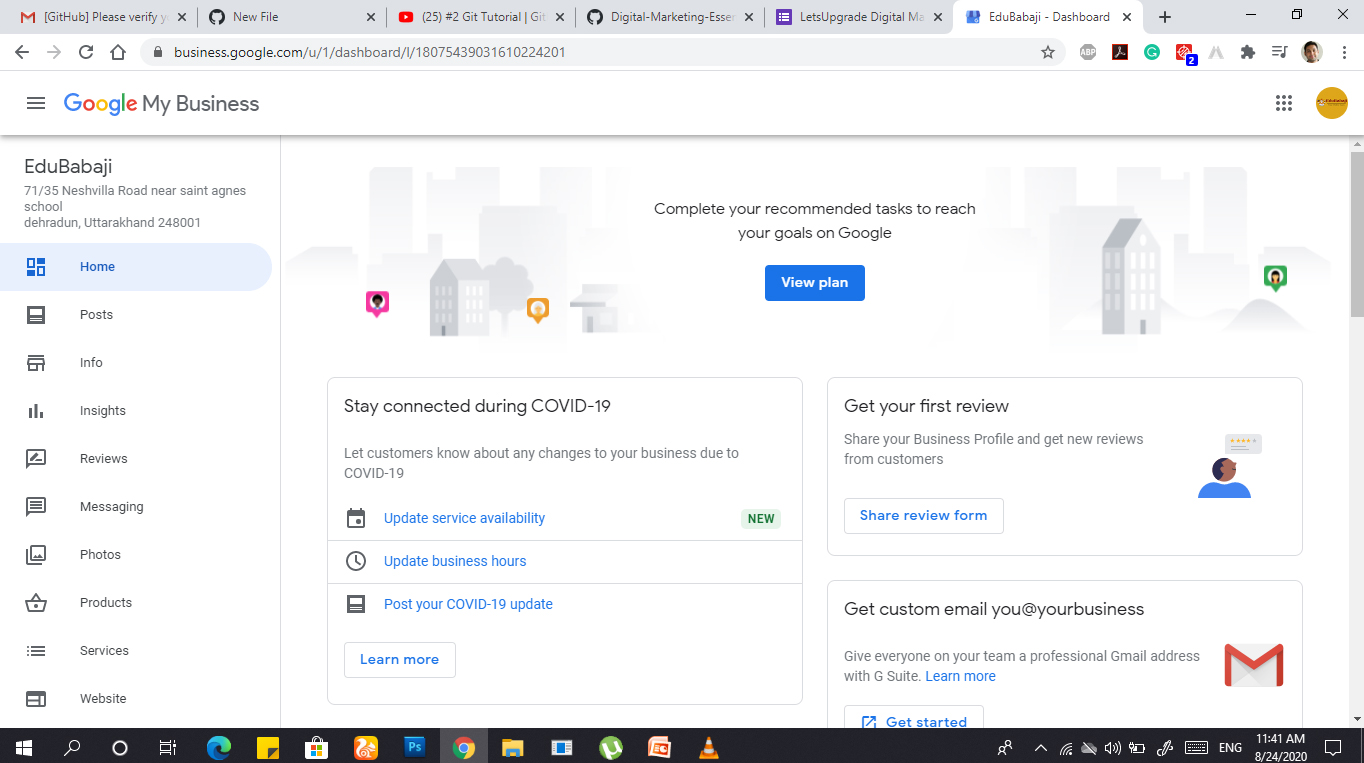 [GitHub] Please verify y
New File
(25) #2 Git Tutorial | Git
Digital-Marketing-Esser
LetsUpgrade Digital Ma
EduBabaji - Dashboard
business.google.com/u/1/dashboard/l/18075439031610224201
ABP
2
Google My Business
EduBabaji
EduBabaji
71/35 Neshvilla Road near saint agnes
school
dehradun, Uttarakhand 248001
Home
Posts
Info
Insights
Reviews
Messaging
Photos
Products
Services
Website
Complete your recommended tasks to reach
your goals on Google
View plan
Stay connected during COVID-19
Let customers know about any changes to your business due to
COVID-19
Update service availability
NEW
Update business hours
Post your COVID-19 update
Learn more
Get your first review
Share your Business Profile and get new reviews
from customers
Share review form
Get custom email you@yourbusiness
Give everyone on your team a professional Gmail address
with G Suite. Learn more
Get started
Ps
ENG
11:41 AM
8/24/2020